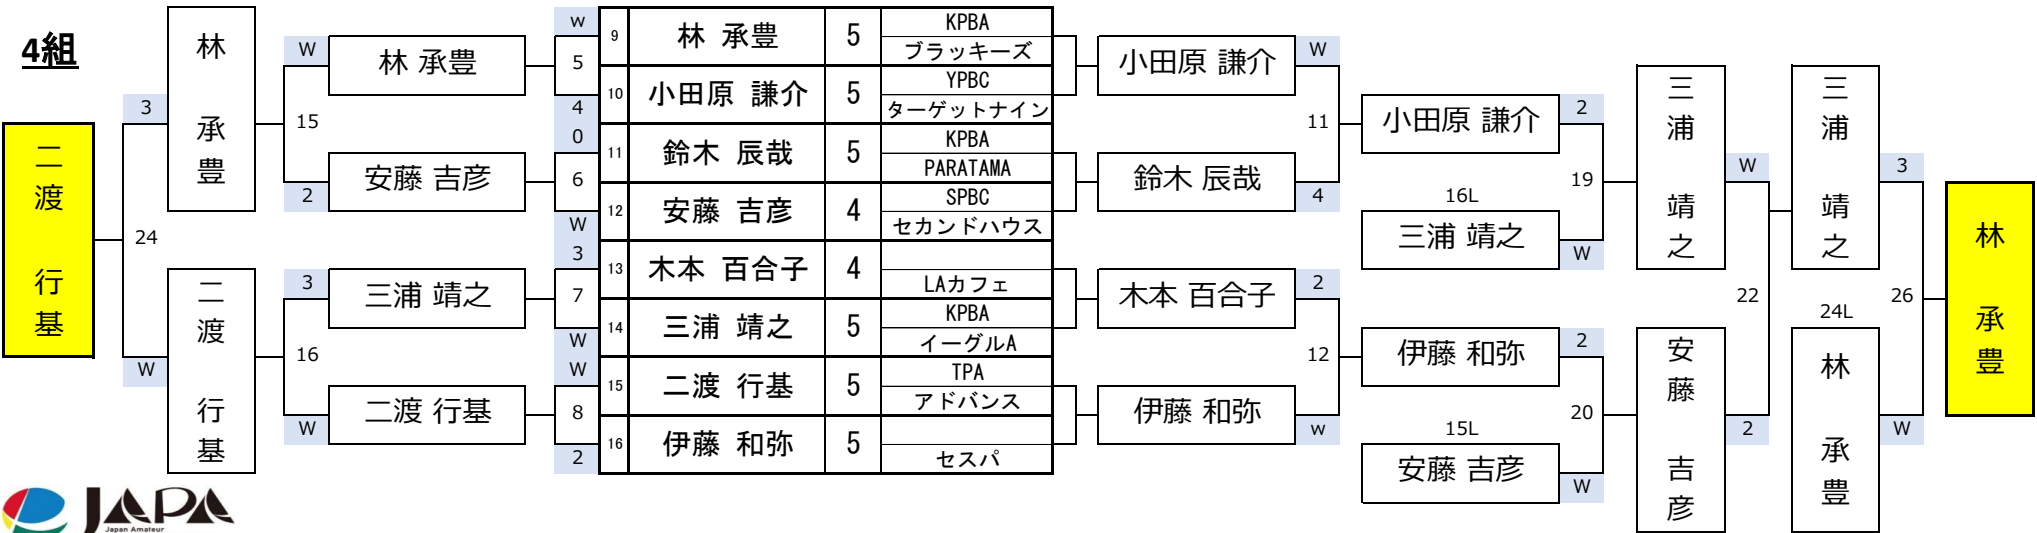 4組
二渡 行基
24
3
W
林 承豊
二渡 行基
15
W
2
16
3
W
林 承豊
安藤 吉彦
三浦 靖之
二渡 行基
w
5
4
0
6
W
3
7
W
W
8
2
9 林 承豊 5 KPBA
ブラッキーズ
10 小田原 謙介 5 YPBC
ターゲットナイン
11 鈴木 辰哉 5 KPBA
PARATAMA
12 安藤 吉彦 4 SPBC
セカンドハウス
13 木本 百合子 4
LAカフェ
14 三浦 靖之 5 KPBA
イーグルA
15 二渡 行基 5 TPA
アドバンス
16 伊藤 和弥 5
セスパ
小田原 謙介
鈴木 辰哉
木本 百合子
伊藤 和弥
W
11
4
2
12
w
小田原 謙介
16L
三浦 靖之
伊藤 和弥
15L
安藤 吉彦
2
19
W
2
20
W
三浦 靖之
安藤 吉彦
W
22
2
三浦 靖之
24L
林 承豊
3
26
W
林 承豊
JAPA
Japan Amateur